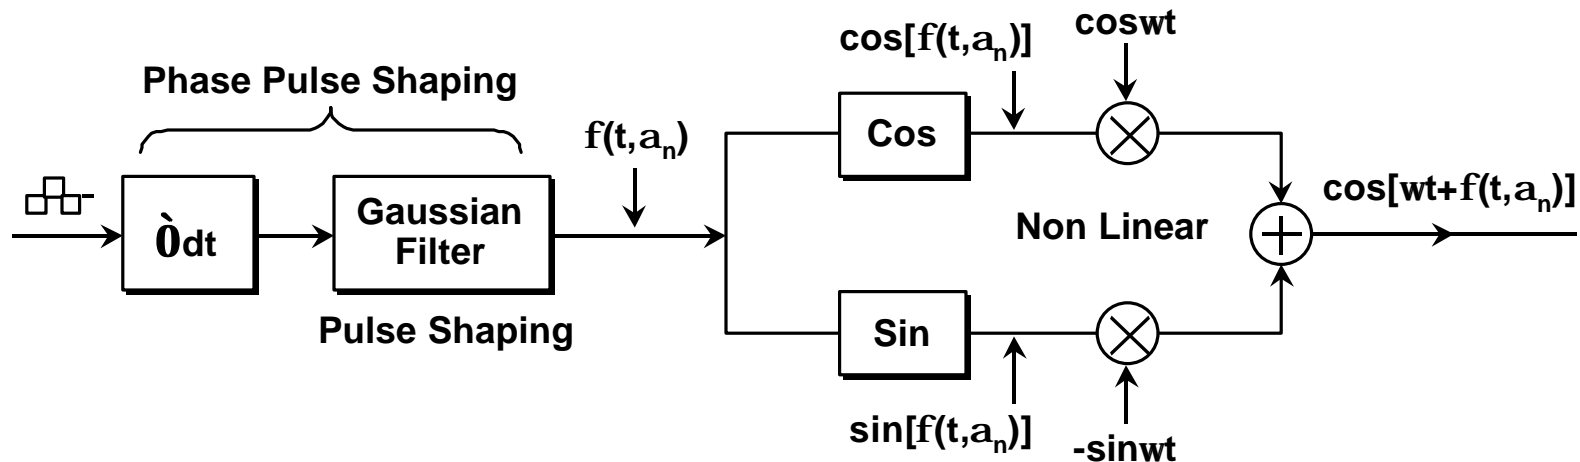 coswt
cos[f(t,aₙ)]
Phase Pulse Shaping
f(t,aₙ)
Cos
cos[wt+f(t,aₙ)]
òdt
Gaussian
Filter
Non Linear
Pulse Shaping
Sin
sin[f(t,aₙ)]
-sinwt